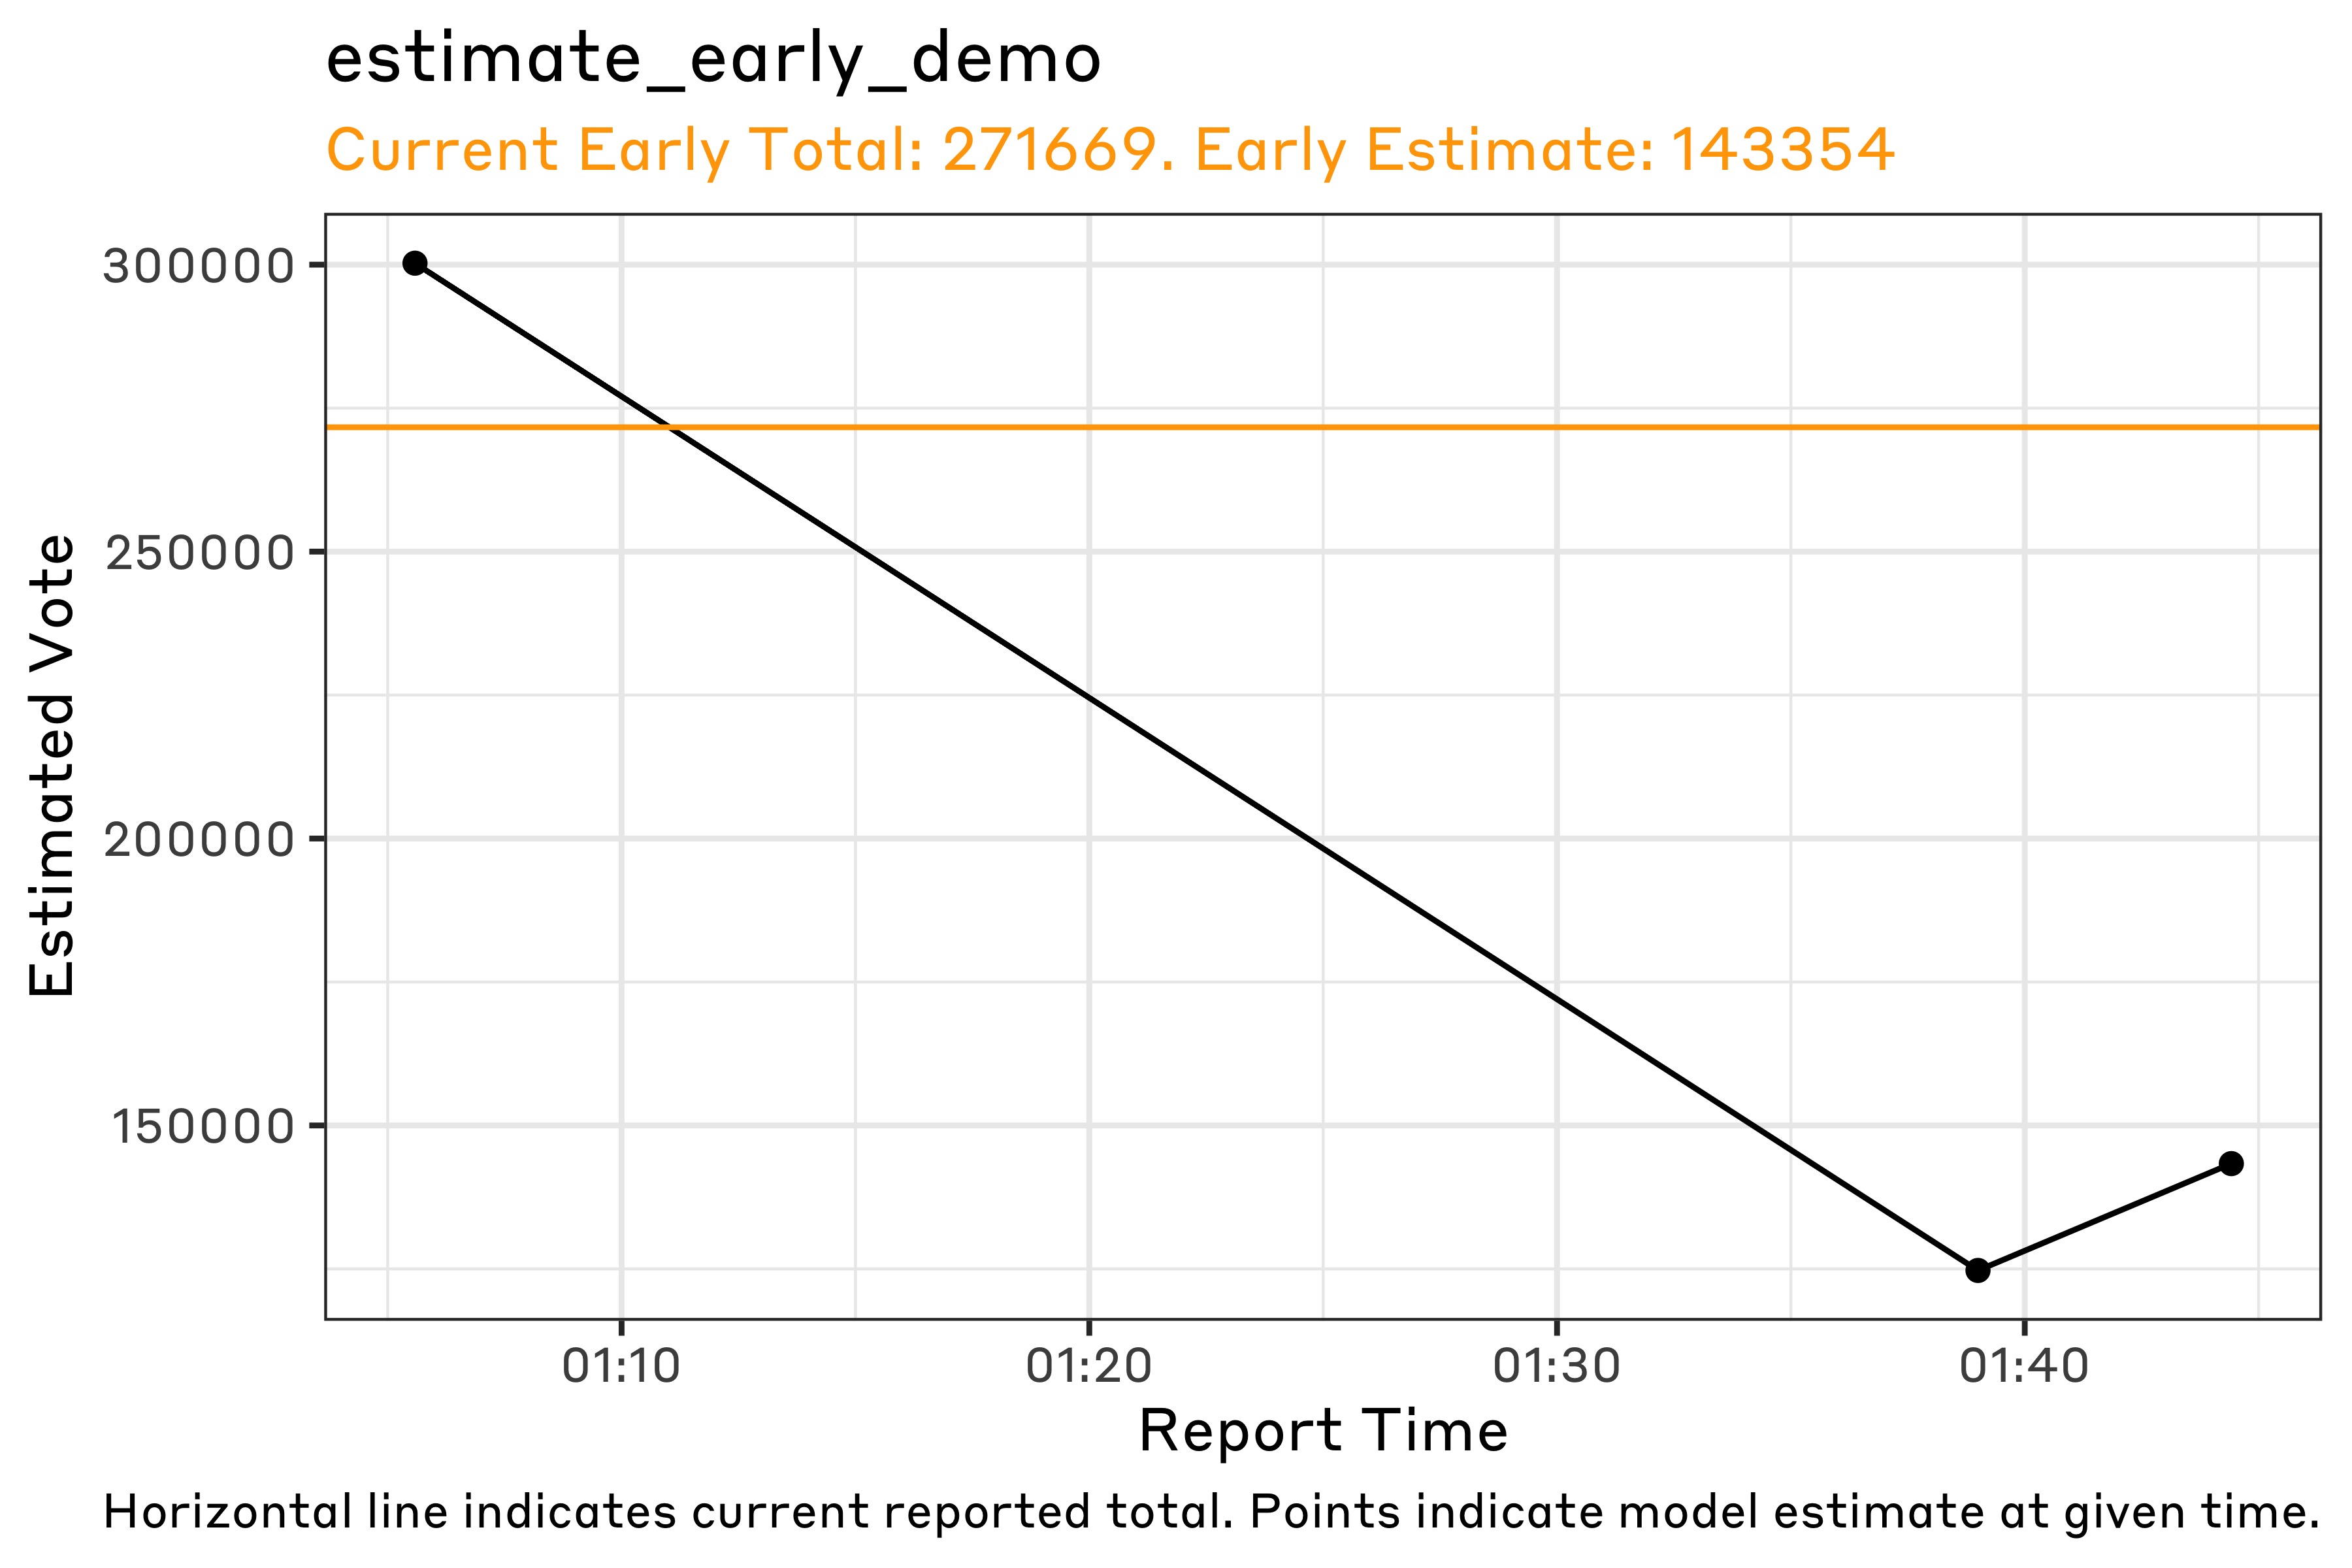 estimate_early_demo
Current Early Total: 271669. Early Estimate: 143354
300000
250000
200000
150000
Estimated Vote
01:10 01:20 01:30 01:40
Report Time
Horizontal line indicates current reported total. Points indicate model estimate at given time.